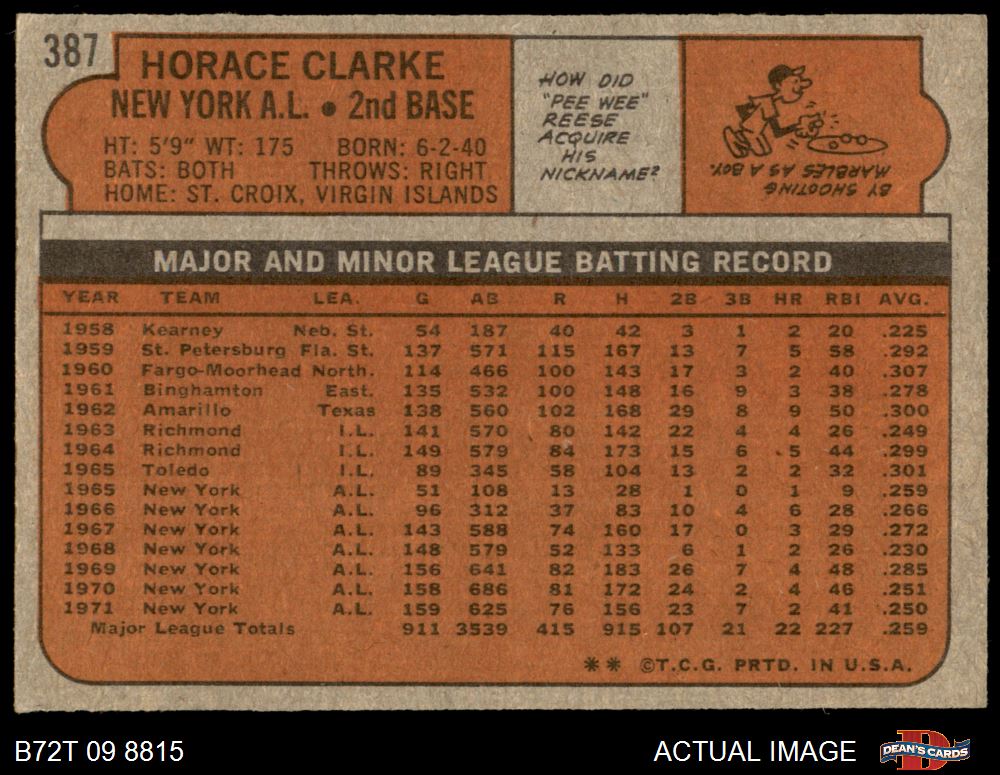 387
HORACE CLARKE
NEW YORK A.L. • 2nd BASE
HT: 5'9" WT: 175 BORN: 6-2-40
BATS: BOTH THROWS: RIGHT
HOME: ST. CROIX, VIRGIN ISLANDS
HOW DID
"PEE WEE"
REESE
ACQUIRE
HIS
NICKNAME?
BY SHOOTING
MARBLES AS A BOY.
MAJOR AND MINOR LEAGUE BATTING RECORD
YEAR TEAM LEA. G AB R H 2B 3B HR RBI AVG.
1958 Kearney Neb. St. 54 187 40 42 3 1 2 20 .225
1959 St. Petersburg Fla. St. 137 571 115 167 13 7 5 58 .292
1960 Fargo-Moorhead North. 114 466 100 143 17 3 2 40 .307
1961 Binghamton East. 135 532 100 148 16 9 3 38 .278
1962 Amarillo Texas 138 560 102 168 29 8 9 50 .300
1963 Richmond I.L. 141 570 80 142 22 4 4 26 .249
1964 Richmond I.L. 149 579 84 173 15 6 5 44 .299
1965 Toledo I.L. 89 345 58 104 13 2 2 32 .301
1965 New York A.L. 51 108 13 28 1 0 1 9 .259
1966 New York A.L. 96 312 37 83 10 4 6 28 .266
1967 New York A.L. 143 588 74 160 17 0 3 29 .272
1968 New York A.L. 148 579 52 133 6 1 2 26 .230
1969 New York A.L. 156 641 82 183 26 7 4 48 .285
1970 New York A.L. 158 686 81 172 24 2 4 46 .251
1971 New York A.L. 159 625 76 156 23 7 2 41 .250
Major League Totals 911 3539 415 915 107 21 22 227 .259
** ©T.C.G. PRTD. IN U.S.A.
B72T 09 8815
ACTUAL IMAGE
DEAN'S CARDS